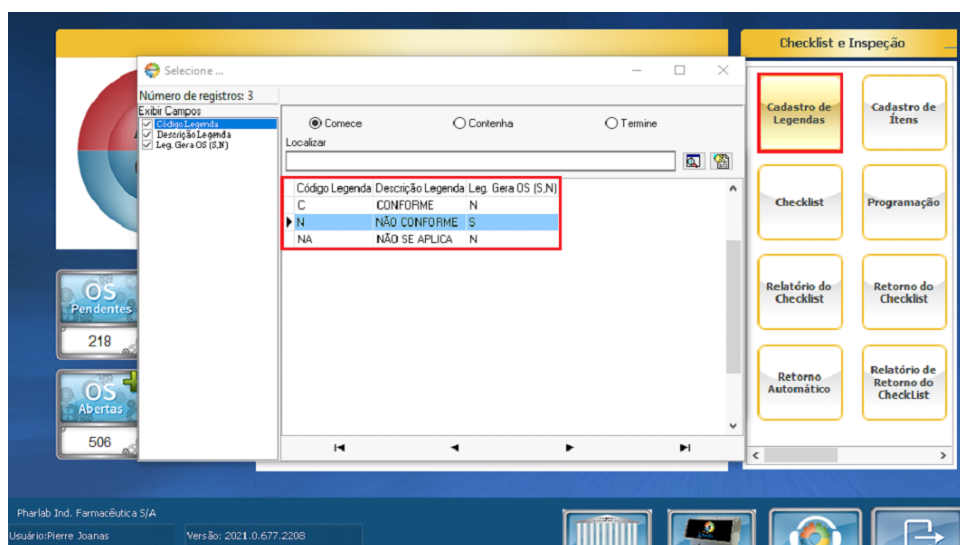 Checklist e Inspeção
Selecione ...
Número de registros: 3
Exibir Campos
Código Legenda
Descrição Legenda
Leg. Gera OS (S,N)
Comece
Contenha
Termine
Localizar
Código Legenda Descrição Legenda Leg. Gera OS (S,N)
C CONFORME N
N NÃO CONFORME S
NA NÃO SE APLICA N
Cadastro de
Legendas
Cadastro de
Ítens
Checklist
Programação
Relatório do
Checklist
Retorno do
Checklist
Retorno
Automático
Relatório de
Retorno do
CheckList
OS
Pendentes
218
OS
Abertas
506
Pharlab Ind. Farmacêutica S/A
Usuário:Pierre Joanas
Versão: 2021.0.677.2208